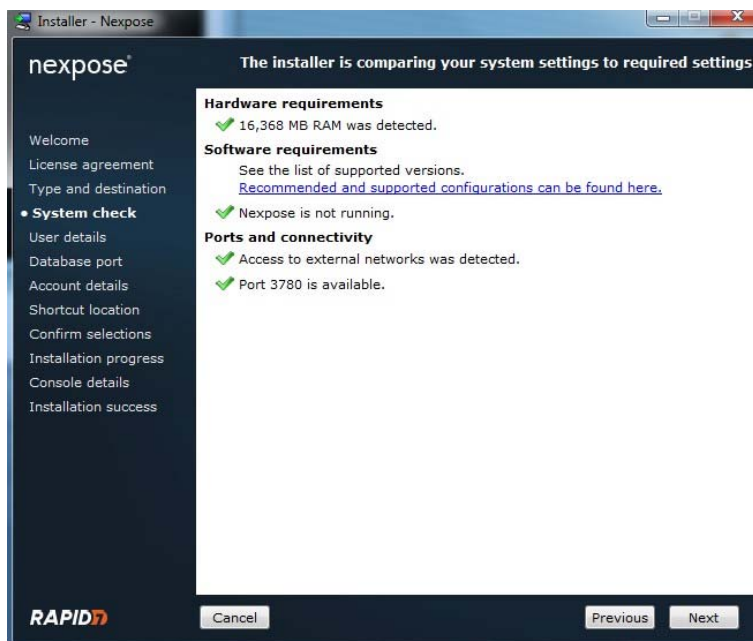 Installer - Nexpose
nexpose®
The installer is comparing your system settings to required settings
Hardware requirements
16,368 MB RAM was detected.
Software requirements
See the list of supported versions.
Recommended and supported configurations can be found here.
Nexpose is not running.
Ports and connectivity
Access to external networks was detected.
Port 3780 is available.
Welcome
License agreement
Type and destination
• System check
User details
Database port
Account details
Shortcut location
Confirm selections
Installation progress
Console details
Installation success
RAPID7
Cancel
Previous
Next